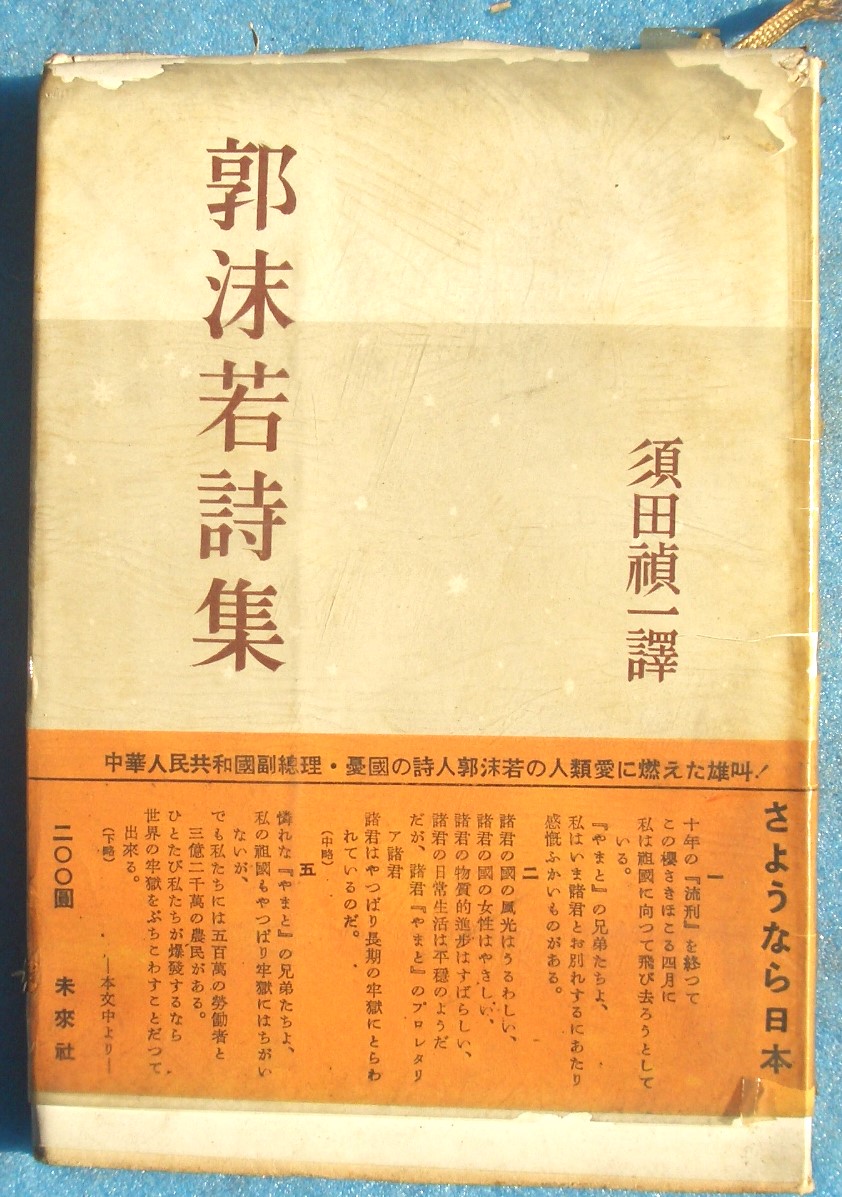 郭沫若詩集
須田禎一譯
中華人民共和國副總理・憂國の詩人郭沫若の人類愛に燃えた雄叫！
さようなら日本
一
十年の『流刑』を終つて
この櫻さきほこる四月に
私は祖國に向つて飛び去ろうとして
いる。
『やまと』の兄弟たちよ、
私はいま諸君とお別れするにあたり
感慨ふかいものがある。
二
諸君の國の風光はうるわしい、
諸君の國の女性はやさしい、
諸君の物質的進步はすばらしい、
諸君の日常生活は平穩のようだ
だが、諸君『やまと』のプロレタリ
ア諸君
諸君はやつぱり長期の牢獄にとらわ
れているのだ。
（中略）
五
憐れな『やまと』の兄弟たちよ、
私の祖國もやつぱり牢獄にはちがい
ないが、
でも私たちには五百萬の勞働者と
三億二千萬の農民がある。
ひとたび私たちが爆發するなら
世界の牢獄をぶちこわすことだつて
出來る。
（下略）
―本文中より―
二〇〇圓
未來社